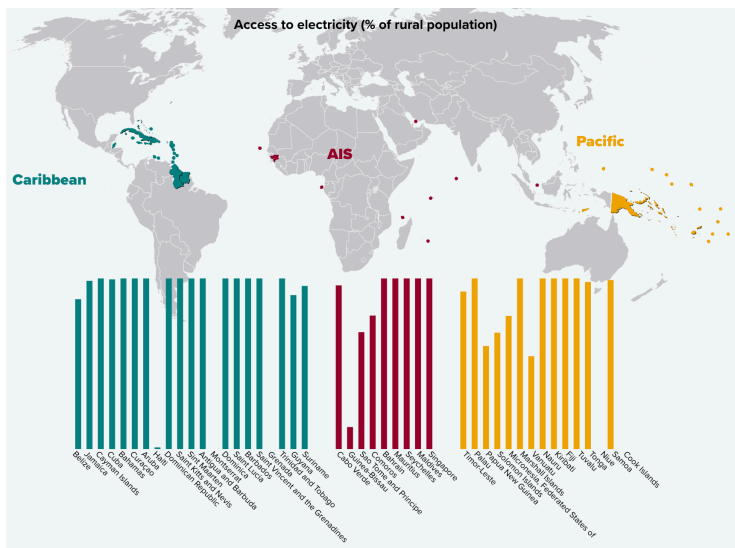 Access to electricity (% of rural population)
Pacific
AIS
Caribbean
Belize
Jamaica
Cayman Islands
Cuba
Bahamas
Curacao
Aruba
Haiti
Dominican Republic
Saint Kitts and Nevis
Sint Maarten
Antigua and Barbuda
Montserrat
Dominica
Saint Lucia
Barbados
Saint Vincent and the Grenadines
Grenada
Trinidad and Tobago
Guyana
Suriname
Cabo Verde
Guinea-Bissau
Sao Tome and Principe
Comoros
Bahrain
Mauritius
Seychelles
Maldives
Singapore
Timor-Leste
Palau
Papua New Guinea
Solomon Islands
Micronesia, Federated States of
Marshall Islands
Vanuatu
Nauru
Kiribati
Fiji
Tuvalu
Tonga
Niue
Samoa
Cook Islands